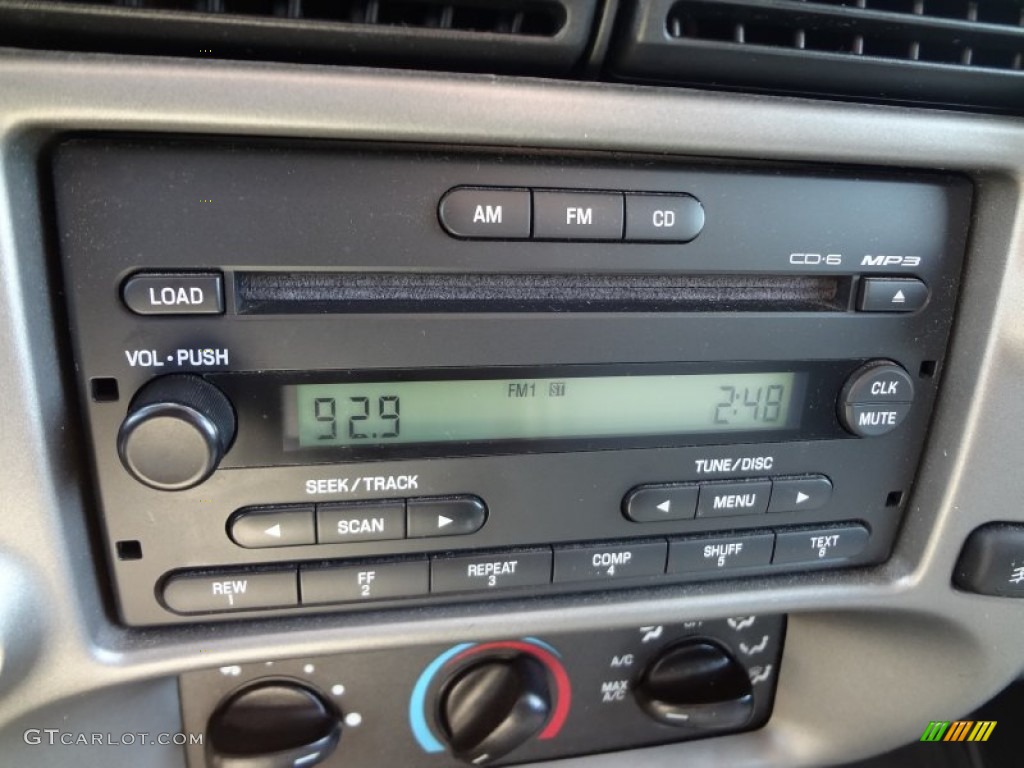 AM FM CD
CD·6 MP3
LOAD
VOL • PUSH
FM1 ST
92.9 2:48
CLK
MUTE
SEEK/TRACK
TUNE/DISC
SCAN
MENU
REW FF REPEAT COMP SHUFF TEXT
1 2 3 4 5 6
A/C
MAX
A/C
GTCARLOT.COM